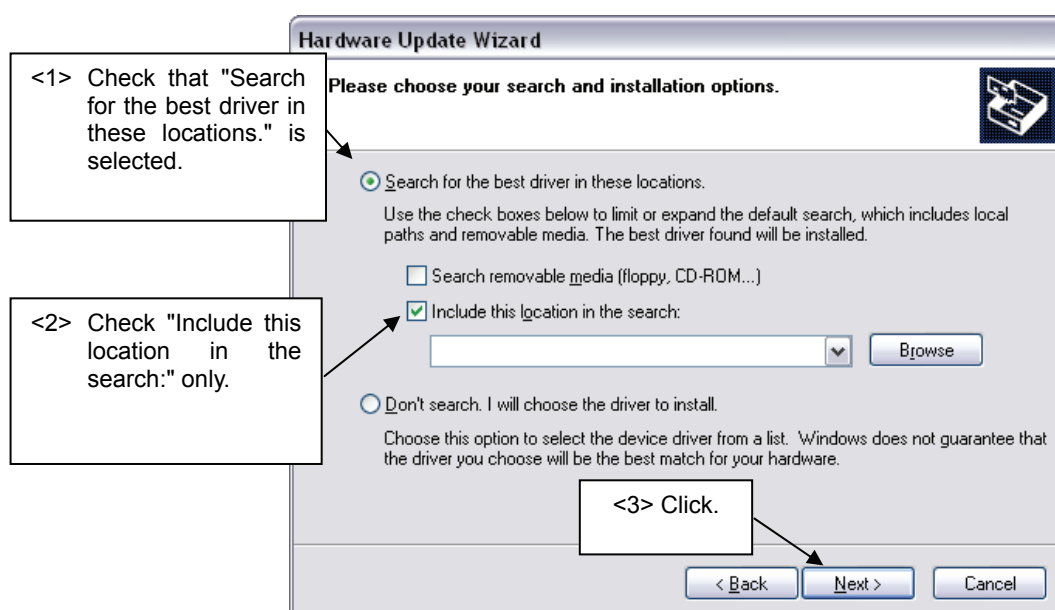 Hardware Update Wizard
<1> Check that "Search
for the best driver in
these locations." is
selected.
Please choose your search and installation options.
Search for the best driver in these locations.
Use the check boxes below to limit or expand the default search, which includes local
paths and removable media. The best driver found will be installed.
Search removable media (floppy, CD-ROM...)
<2> Check "Include this
location in the
search:" only.
Include this location in the search:
Browse
Don't search. I will choose the driver to install.
Choose this option to select the device driver from a list. Windows does not guarantee that
the driver you choose will be the best match for your hardware.
<3> Click.
< Back
Next >
Cancel